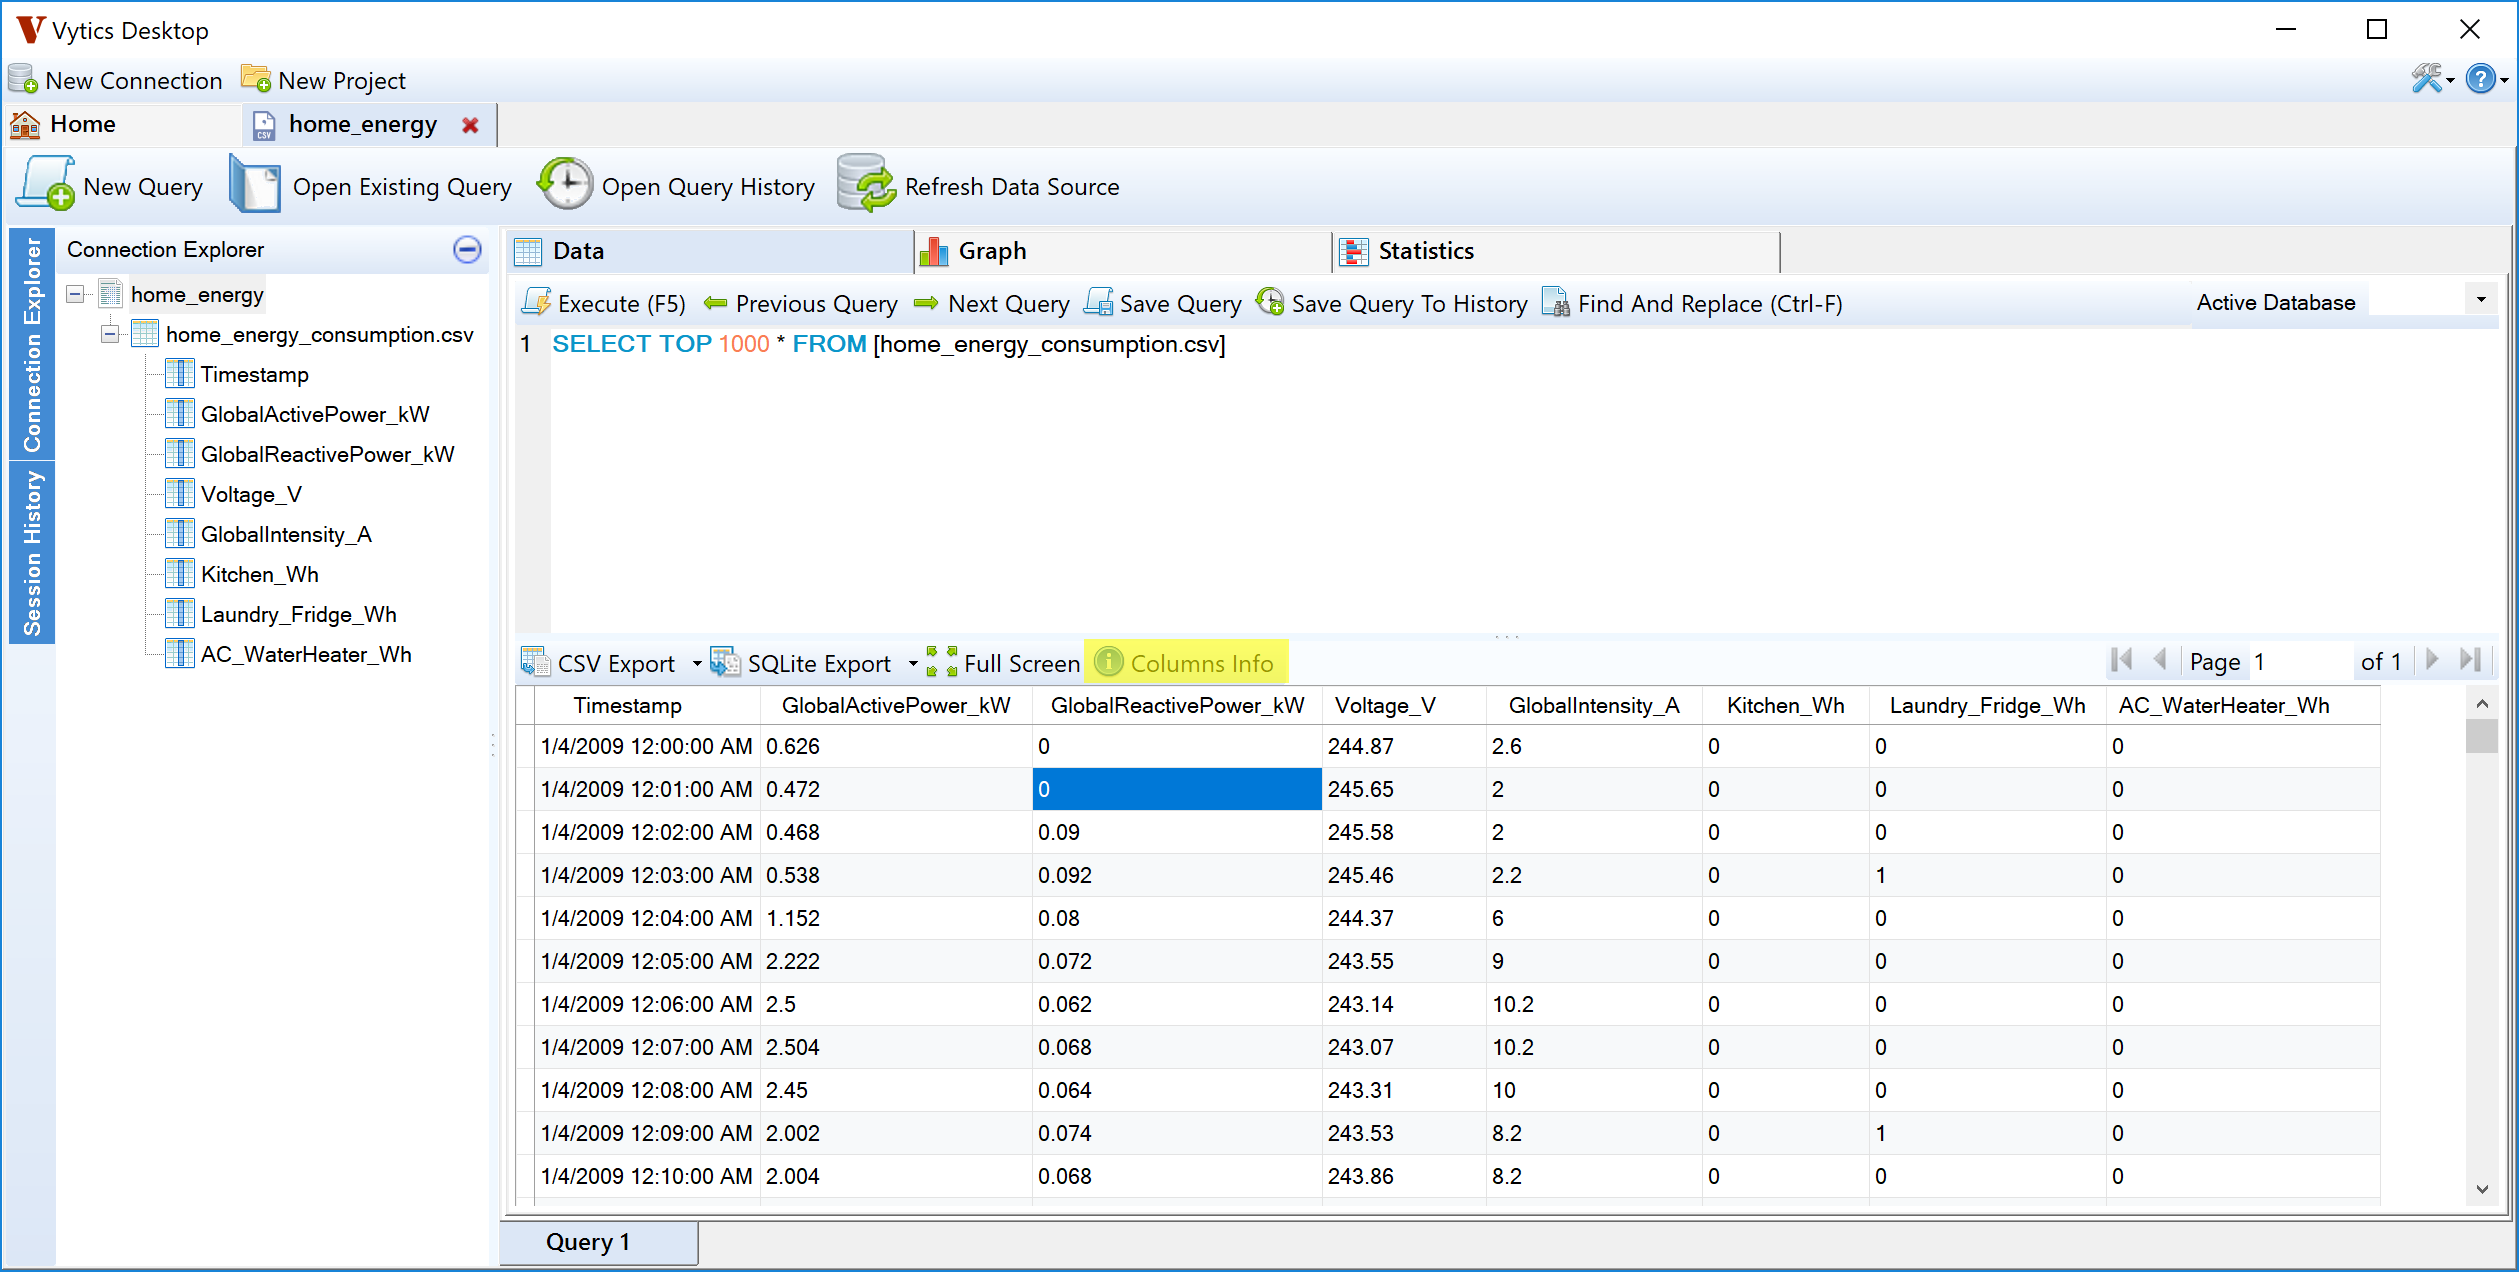 Vytics Desktop
New Connection New Project
Home home_energy
New Query Open Existing Query Open Query History Refresh Data Source
Connection Explorer
Session History
Connection Explorer
home_energy
home_energy_consumption.csv
Timestamp
GlobalActivePower_kW
GlobalReactivePower_kW
Voltage_V
GlobalIntensity_A
Kitchen_Wh
Laundry_Fridge_Wh
AC_WaterHeater_Wh
Data Graph Statistics
Execute (F5) Previous Query Next Query Save Query Save Query To History Find And Replace (Ctrl-F) Active Database
1 SELECT TOP 1000 * FROM [home_energy_consumption.csv]
CSV Export SQLite Export Full Screen Columns Info Page 1 of 1
Timestamp GlobalActivePower_kW GlobalReactivePower_kW Voltage_V GlobalIntensity_A Kitchen_Wh Laundry_Fridge_Wh AC_WaterHeater_Wh
1/4/2009 12:00:00 AM 0.626 0 244.87 2.6 0 0 0
1/4/2009 12:01:00 AM 0.472 0 245.65 2 0 0 0
1/4/2009 12:02:00 AM 0.468 0.09 245.58 2 0 0 0
1/4/2009 12:03:00 AM 0.538 0.092 245.46 2.2 0 1 0
1/4/2009 12:04:00 AM 1.152 0.08 244.37 6 0 0 0
1/4/2009 12:05:00 AM 2.222 0.072 243.55 9 0 0 0
1/4/2009 12:06:00 AM 2.5 0.062 243.14 10.2 0 0 0
1/4/2009 12:07:00 AM 2.504 0.068 243.07 10.2 0 0 0
1/4/2009 12:08:00 AM 2.45 0.064 243.31 10 0 0 0
1/4/2009 12:09:00 AM 2.002 0.074 243.53 8.2 0 1 0
1/4/2009 12:10:00 AM 2.004 0.068 243.86 8.2 0 0 0
Query 1